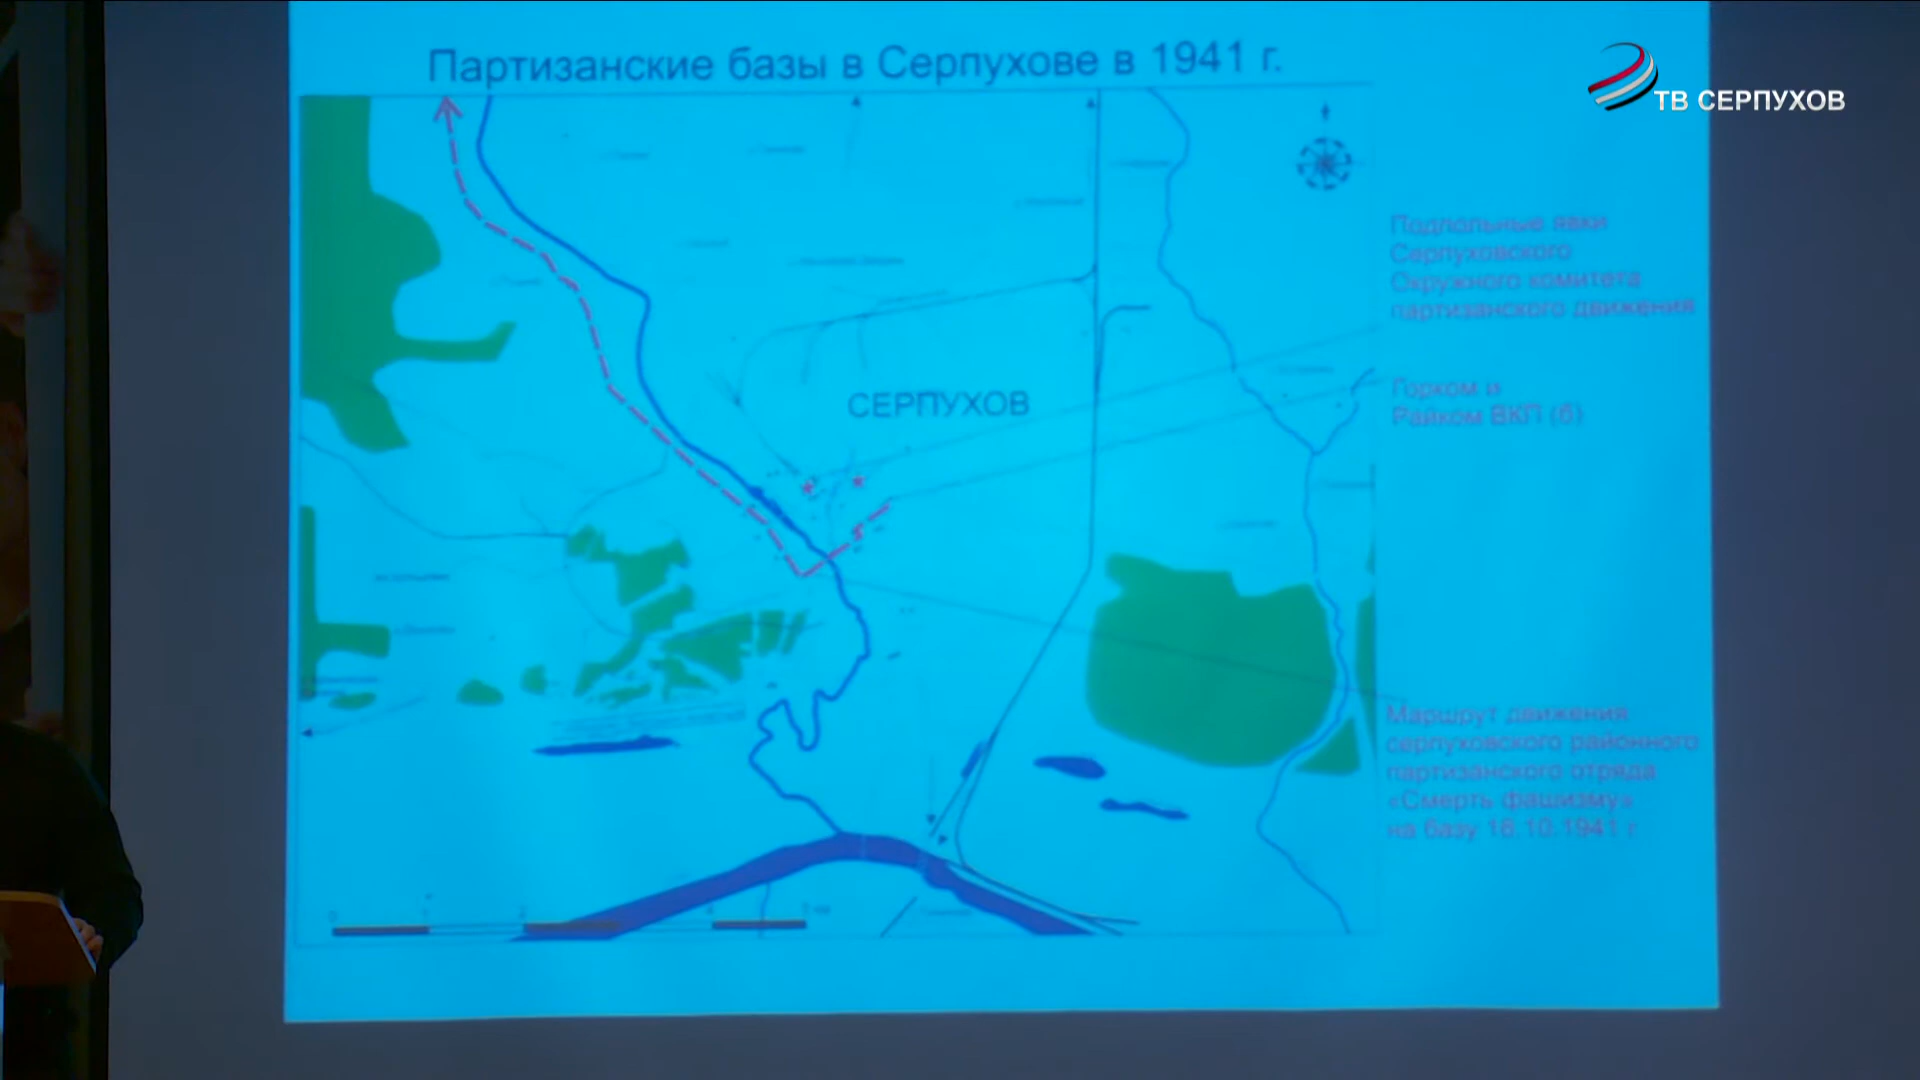 Партизанские базы в Серпухове в 1941 г.
ТВ СЕРПУХОВ
Подпольные явки
Серпуховского
Окружного комитета
партизанского движения
СЕРПУХОВ
Горком и
Райком ВКП (б)
Маршрут движения
серпуховского районного
партизанского отряда
«Смерть фашизму»
на базу 18.10.1941 г